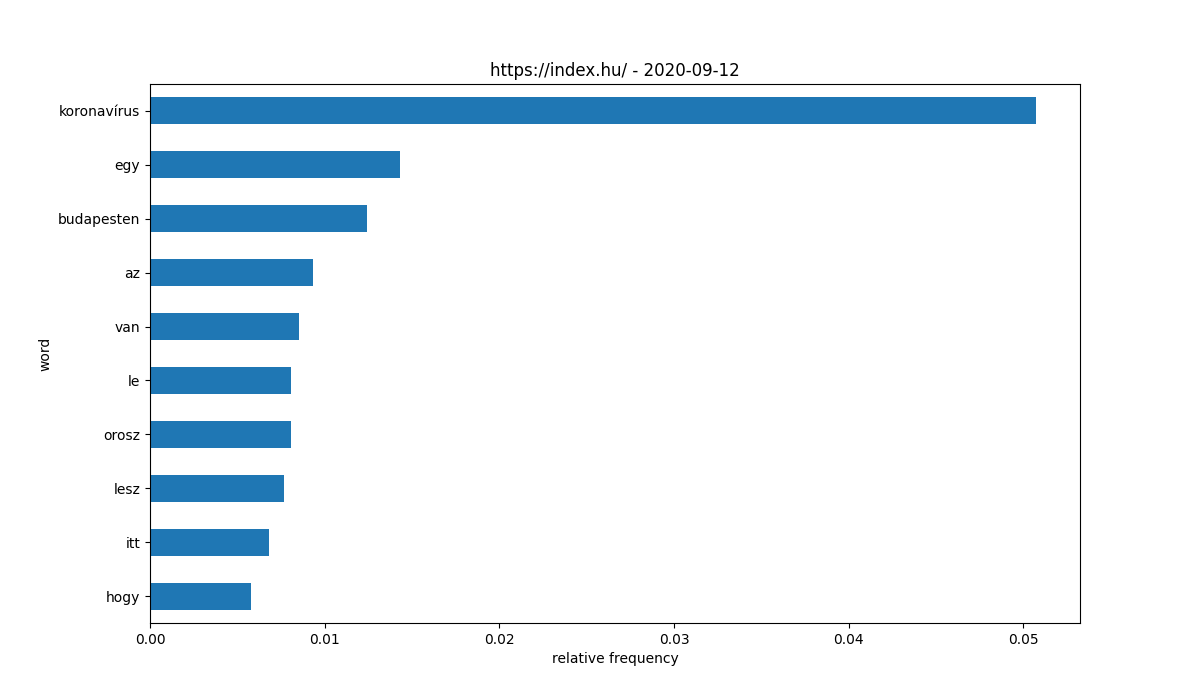 https://index.hu/ - 2020-09-12
koronavírus
egy
budapesten
az
van
le
orosz
lesz
itt
hogy
word
0.00 0.01 0.02 0.03 0.04 0.05
relative frequency